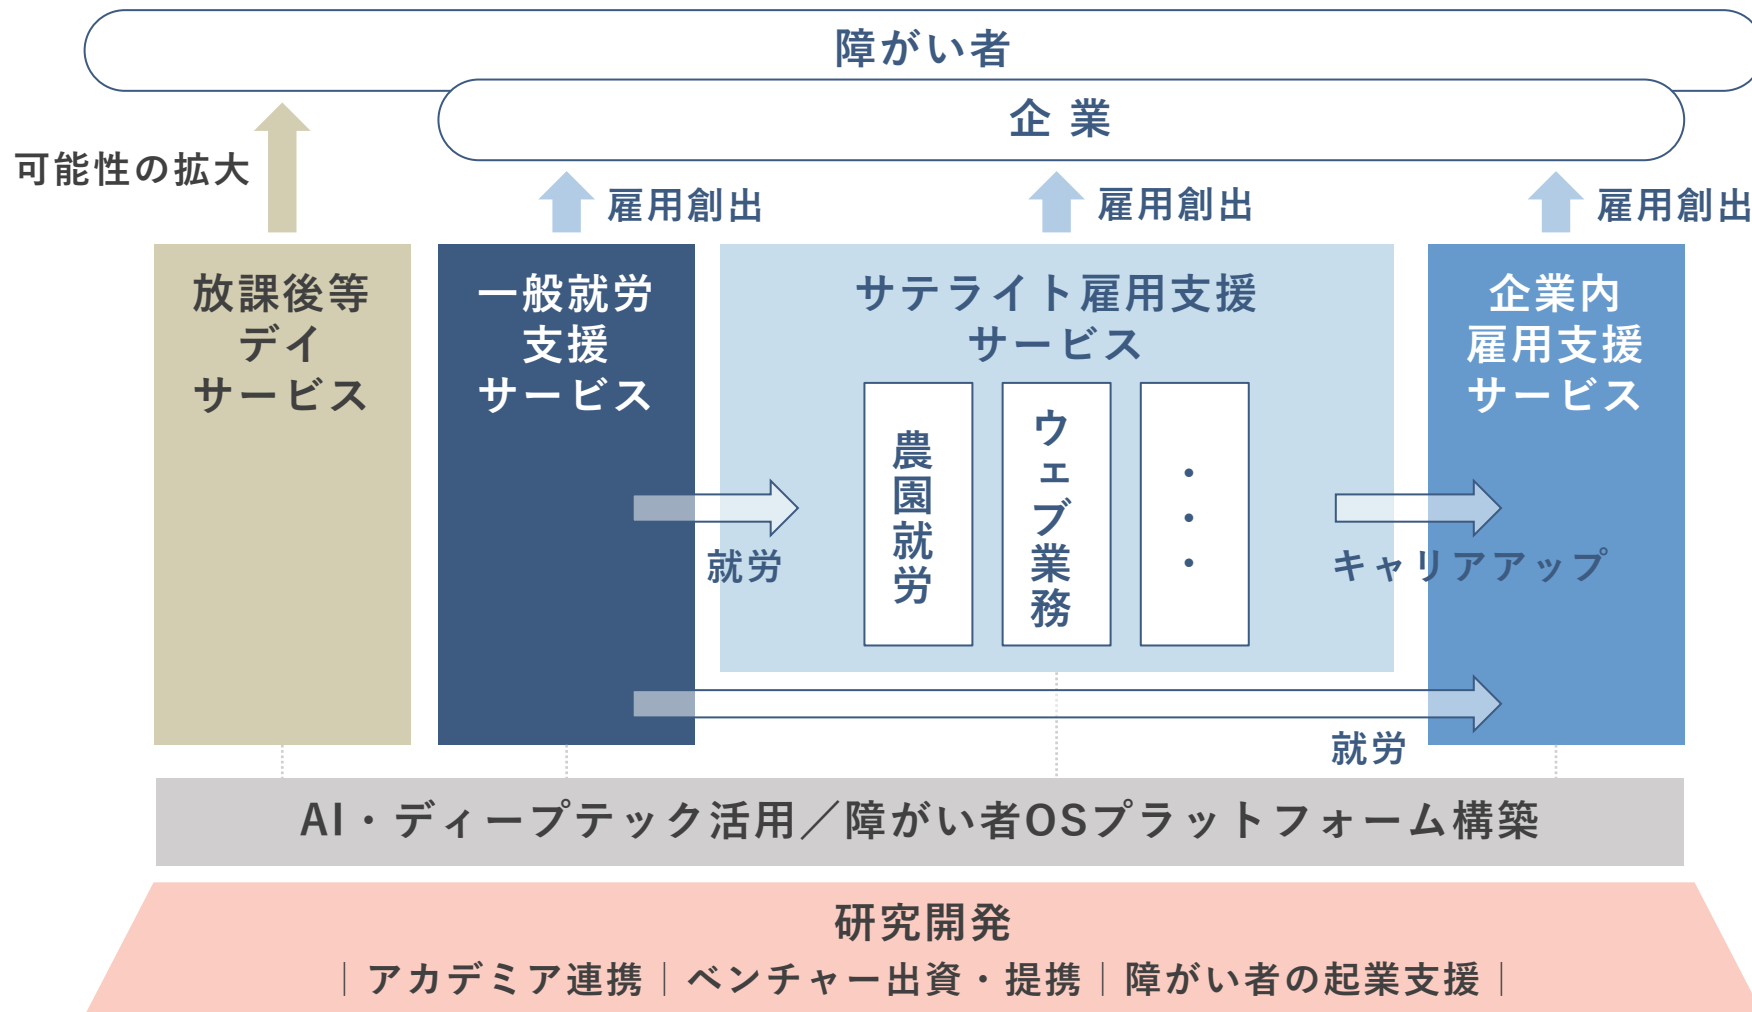 障がい者
企業
可能性の拡大
雇用創出
雇用創出
雇用創出
放課後等
デイ
サービス
一般就労
支援
サービス
サテライト雇用支援
サービス
農園就労
ウェブ業務
・・・
企業内
雇用支援
サービス
就労
キャリアアップ
就労
AI・ディープテック活用／障がい者OSプラットフォーム構築
研究開発
｜アカデミア連携｜ベンチャー出資・提携｜障がい者の起業支援｜